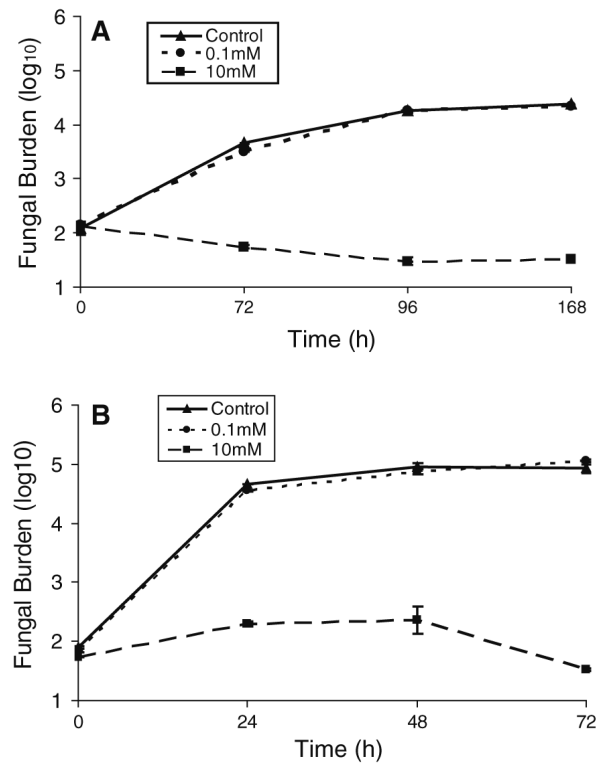 A
Control
0.1mM
10mM
6
5
4
3
2
1
Fungal Burden (log10)
0
72
96
168
Time (h)
B
Control
0.1mM
10mM
6
5
4
3
2
1
Fungal Burden (log10)
0
24
48
72
Time (h)